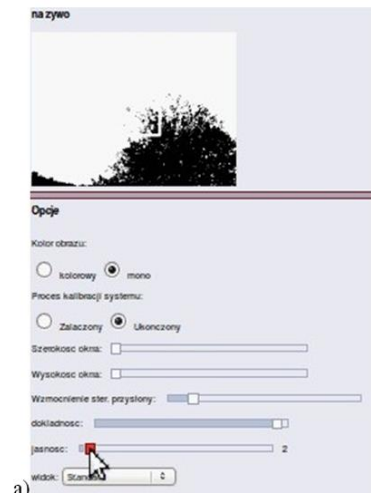 na zywo
Opcje
Kolor obrazu:
kolorowy mono
Proces kalibracji systemu:
Zalaczony Ukonczony
Szerokosc okna:
Wysokosc okna:
Wzmocnienie ster. przyslony:
dokladnosc:
jasnosc: 2
widok:
a)